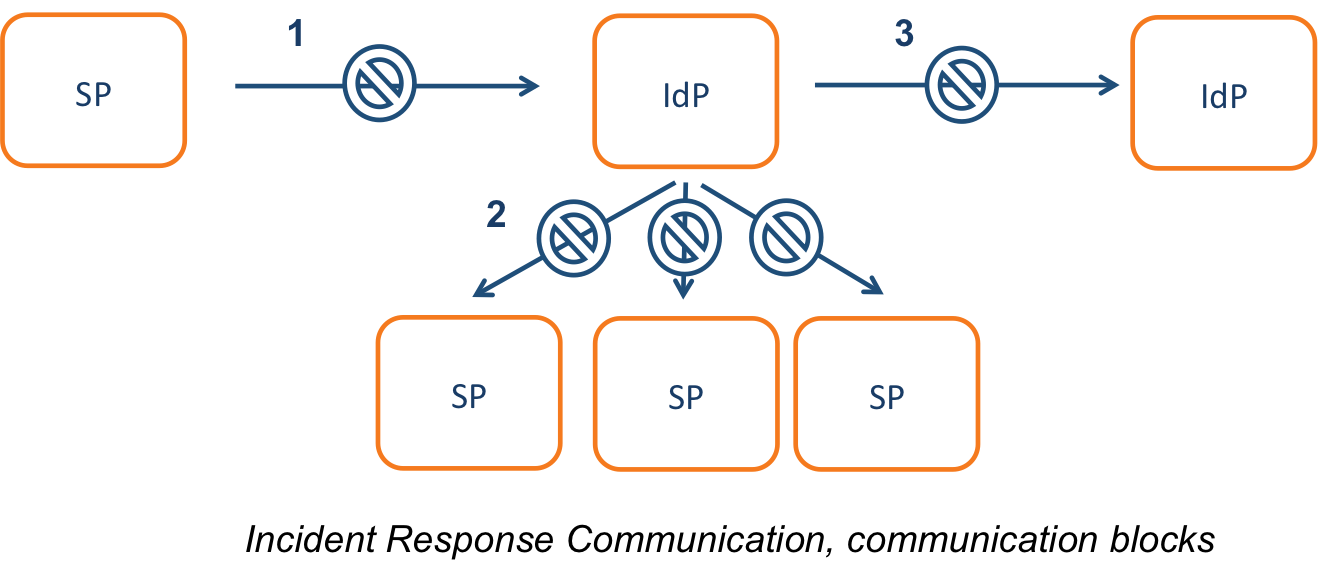 1
3
SP
IdP
IdP
2
SP
SP
SP
Incident Response Communication, communication blocks